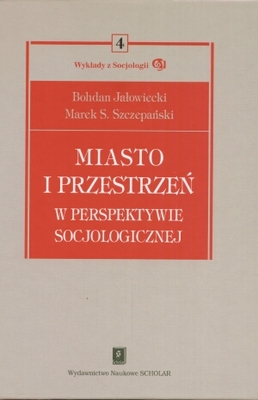 4
Wykłady z Socjologii
Bohdan Jałowiecki
Marek S. Szczepański
MIASTO
I PRZESTRZEŃ
W PERSPEKTYWIE
SOCJOLOGICZNEJ
Wydawnictwo Naukowe SCHOLAR